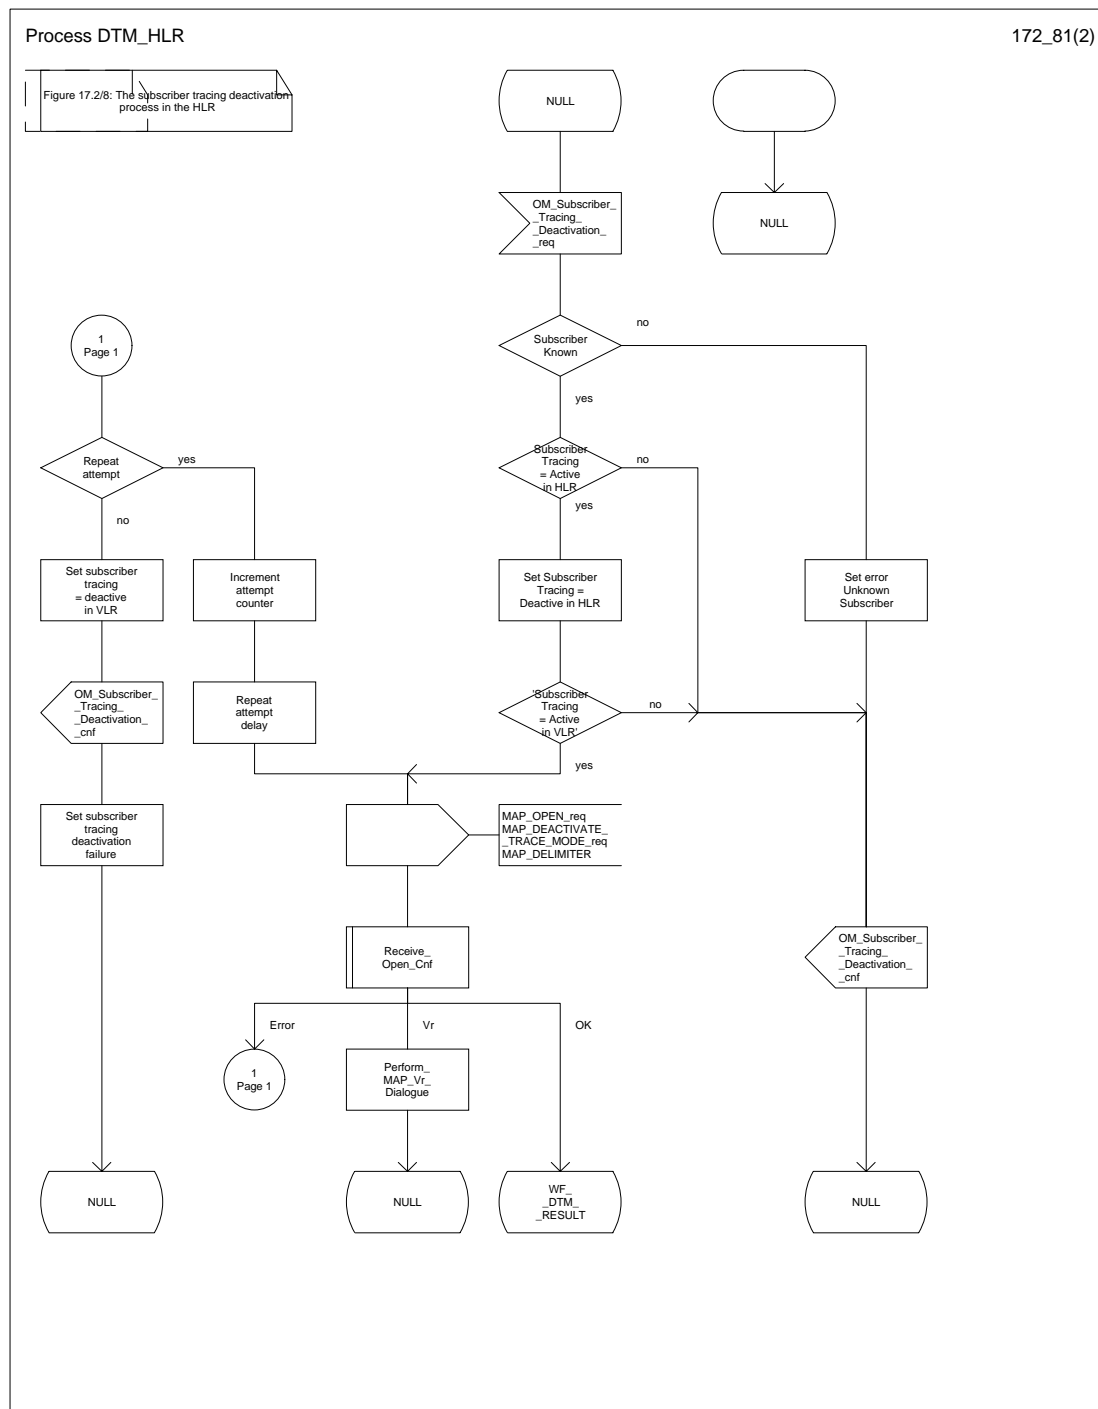 Process DTM_HLR
172_81(2)
Figure 17.2/8: The subscriber tracing deactivation
process in the HLR
NULL
OM_Subscriber_
_Tracing_
_Deactivation_
_req
NULL
1
Page 1
Subscriber
Known
no
yes
Repeat
attempt
yes
no
Subscriber
Tracing
= Active
in HLR
no
yes
Set subscriber
tracing
= deactive
in VLR
Increment
attempt
counter
Set Subscriber
Tracing =
Deactive in HLR
Set error
Unknown
Subscriber
OM_Subscriber_
_Tracing_
_Deactivation_
_cnf
Repeat
attempt
delay
'Subscriber
Tracing
= Active
in VLR'
no
yes
Set subscriber
tracing
deactivation
failure
MAP_OPEN_req
MAP_DEACTIVATE_
_TRACE_MODE_req
MAP_DELIMITER
Receive_
Open_Cnf
OM_Subscriber_
_Tracing_
_Deactivation_
_cnf
Error
Vr
OK
1
Page 1
Perform_
MAP_Vr_
Dialogue
NULL
NULL
WF_
_DTM_
_RESULT
NULL